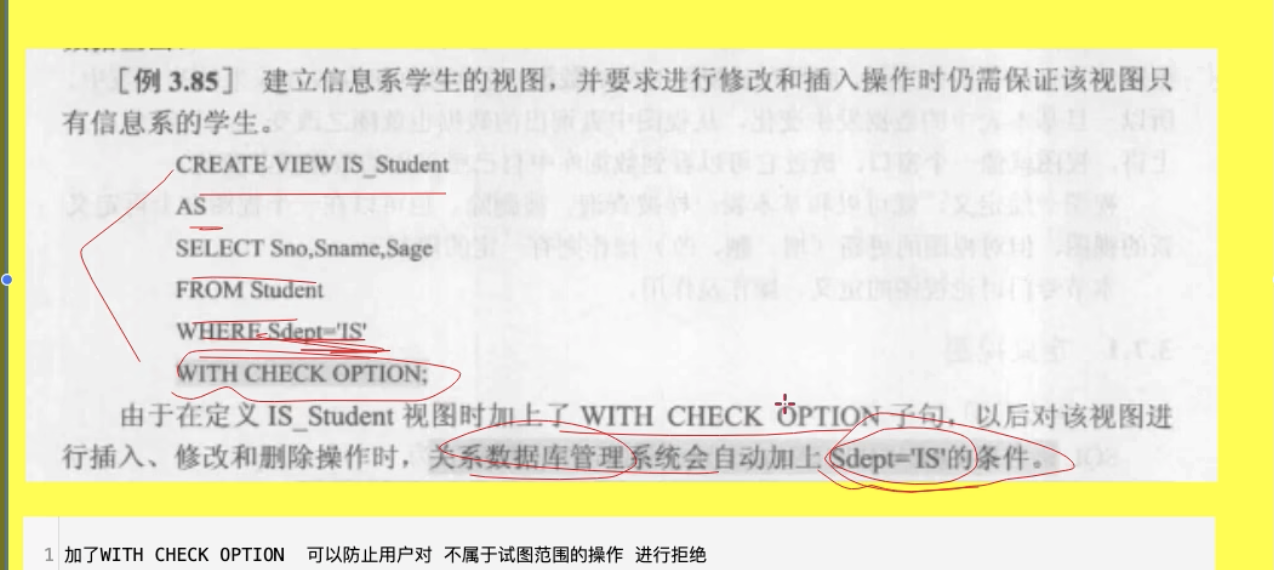 [例 3.85] 建立信息系学生的视图，并要求进行修改和插入操作时仍需保证该视图只
有信息系的学生。
CREATE VIEW IS_Student
AS
SELECT Sno,Sname,Sage
FROM Student
WHERE Sdept='IS'
WITH CHECK OPTION;
由于在定义 IS_Student 视图时加上了 WITH CHECK OPTION 子句，以后对该视图进
行插入、修改和删除操作时，关系数据库管理系统会自动加上 Sdept='IS'的条件。
1 加了WITH CHECK OPTION 可以防止用户对 不属于试图范围的操作 进行拒绝